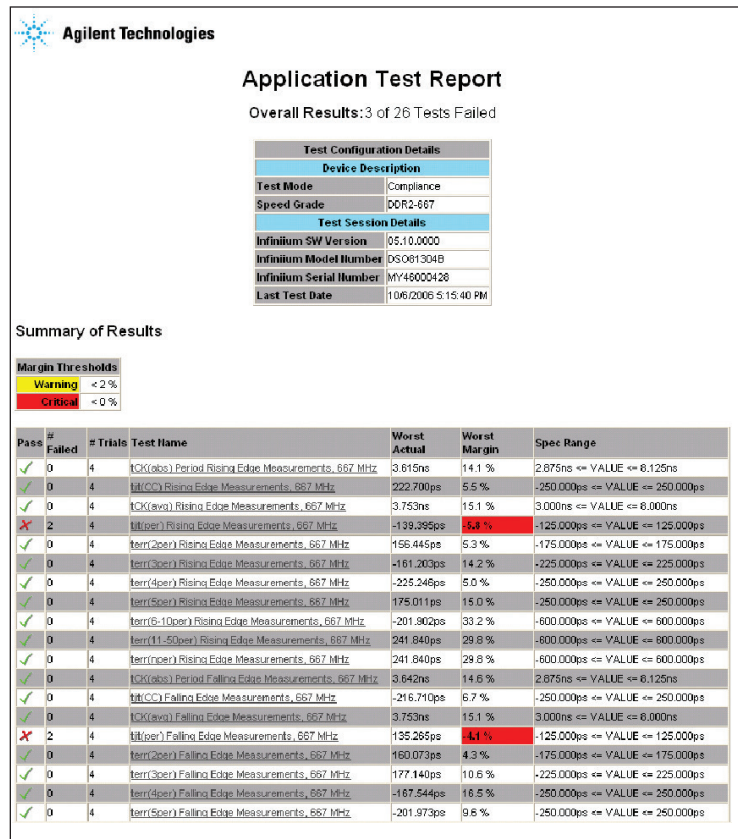 Agilent Technologies
Application Test Report
Overall Results:3 of 26 Tests Failed
Test Configuration Details
Device Description
Test Mode Compliance
Speed Grade DDR2-667
Test Session Details
Infiniium SW Version 05.10.0000
Infiniium Model Number DSO81304B
Infiniium Serial Number MY46000428
Last Test Date 10/6/2006 5:15:40 PM
Summary of Results
Margin Thresholds
Warning < 2 %
Critical < 0 %
Pass # Failed # Trials Test Name Worst Actual Worst Margin Spec Range
0 4 tCK(abs) Period Rising Edge Measurements, 667 MHz 3.615ns 14.1 % 2.875ns <= VALUE <= 8.125ns
0 4 tjit(CC) Rising Edge Measurements, 667 MHz 222.700ps 5.5 % -250.000ps <= VALUE <= 250.000ps
0 4 tCK(avg) Rising Edge Measurements, 667 MHz 3.753ns 15.1 % 3.000ns <= VALUE <= 8.000ns
2 4 tjit(per) Rising Edge Measurements, 667 MHz -139.395ps -5.8 % -125.000ps <= VALUE <= 125.000ps
0 4 terr(2per) Rising Edge Measurements, 667 MHz 156.445ps 5.3 % -175.000ps <= VALUE <= 175.000ps
0 4 terr(3per) Rising Edge Measurements, 667 MHz -161.203ps 14.2 % -225.000ps <= VALUE <= 225.000ps
0 4 terr(4per) Rising Edge Measurements, 667 MHz -225.246ps 5.0 % -250.000ps <= VALUE <= 250.000ps
0 4 terr(5per) Rising Edge Measurements, 667 MHz 175.011ps 15.0 % -250.000ps <= VALUE <= 250.000ps
0 4 terr(6-10per) Rising Edge Measurements, 667 MHz -201.902ps 33.2 % -600.000ps <= VALUE <= 600.000ps
0 4 terr(11-50per) Rising Edge Measurements, 667 MHz 241.840ps 29.8 % -600.000ps <= VALUE <= 600.000ps
0 4 terr(nper) Rising Edge Measurements, 667 MHz 241.840ps 29.8 % -600.000ps <= VALUE <= 600.000ps
0 4 tCK(abs) Period Falling Edge Measurements, 667 MHz 3.642ns 14.6 % 2.875ns <= VALUE <= 8.125ns
0 4 tjit(CC) Falling Edge Measurements, 667 MHz -216.710ps 6.7 % -250.000ps <= VALUE <= 250.000ps
0 4 tCK(avg) Falling Edge Measurements, 667 MHz 3.753ns 15.1 % 3.000ns <= VALUE <= 8.000ns
2 4 tjit(per) Falling Edge Measurements, 667 MHz 135.265ps -4.1 % -125.000ps <= VALUE <= 125.000ps
0 4 terr(2per) Falling Edge Measurements, 667 MHz 160.073ps 4.3 % -175.000ps <= VALUE <= 175.000ps
0 4 terr(3per) Falling Edge Measurements, 667 MHz 177.140ps 10.6 % -225.000ps <= VALUE <= 225.000ps
0 4 terr(4per) Falling Edge Measurements, 667 MHz -167.544ps 16.5 % -250.000ps <= VALUE <= 250.000ps
0 4 terr(5per) Falling Edge Measurements, 667 MHz -201.973ps 9.6 % -250.000ps <= VALUE <= 250.000ps